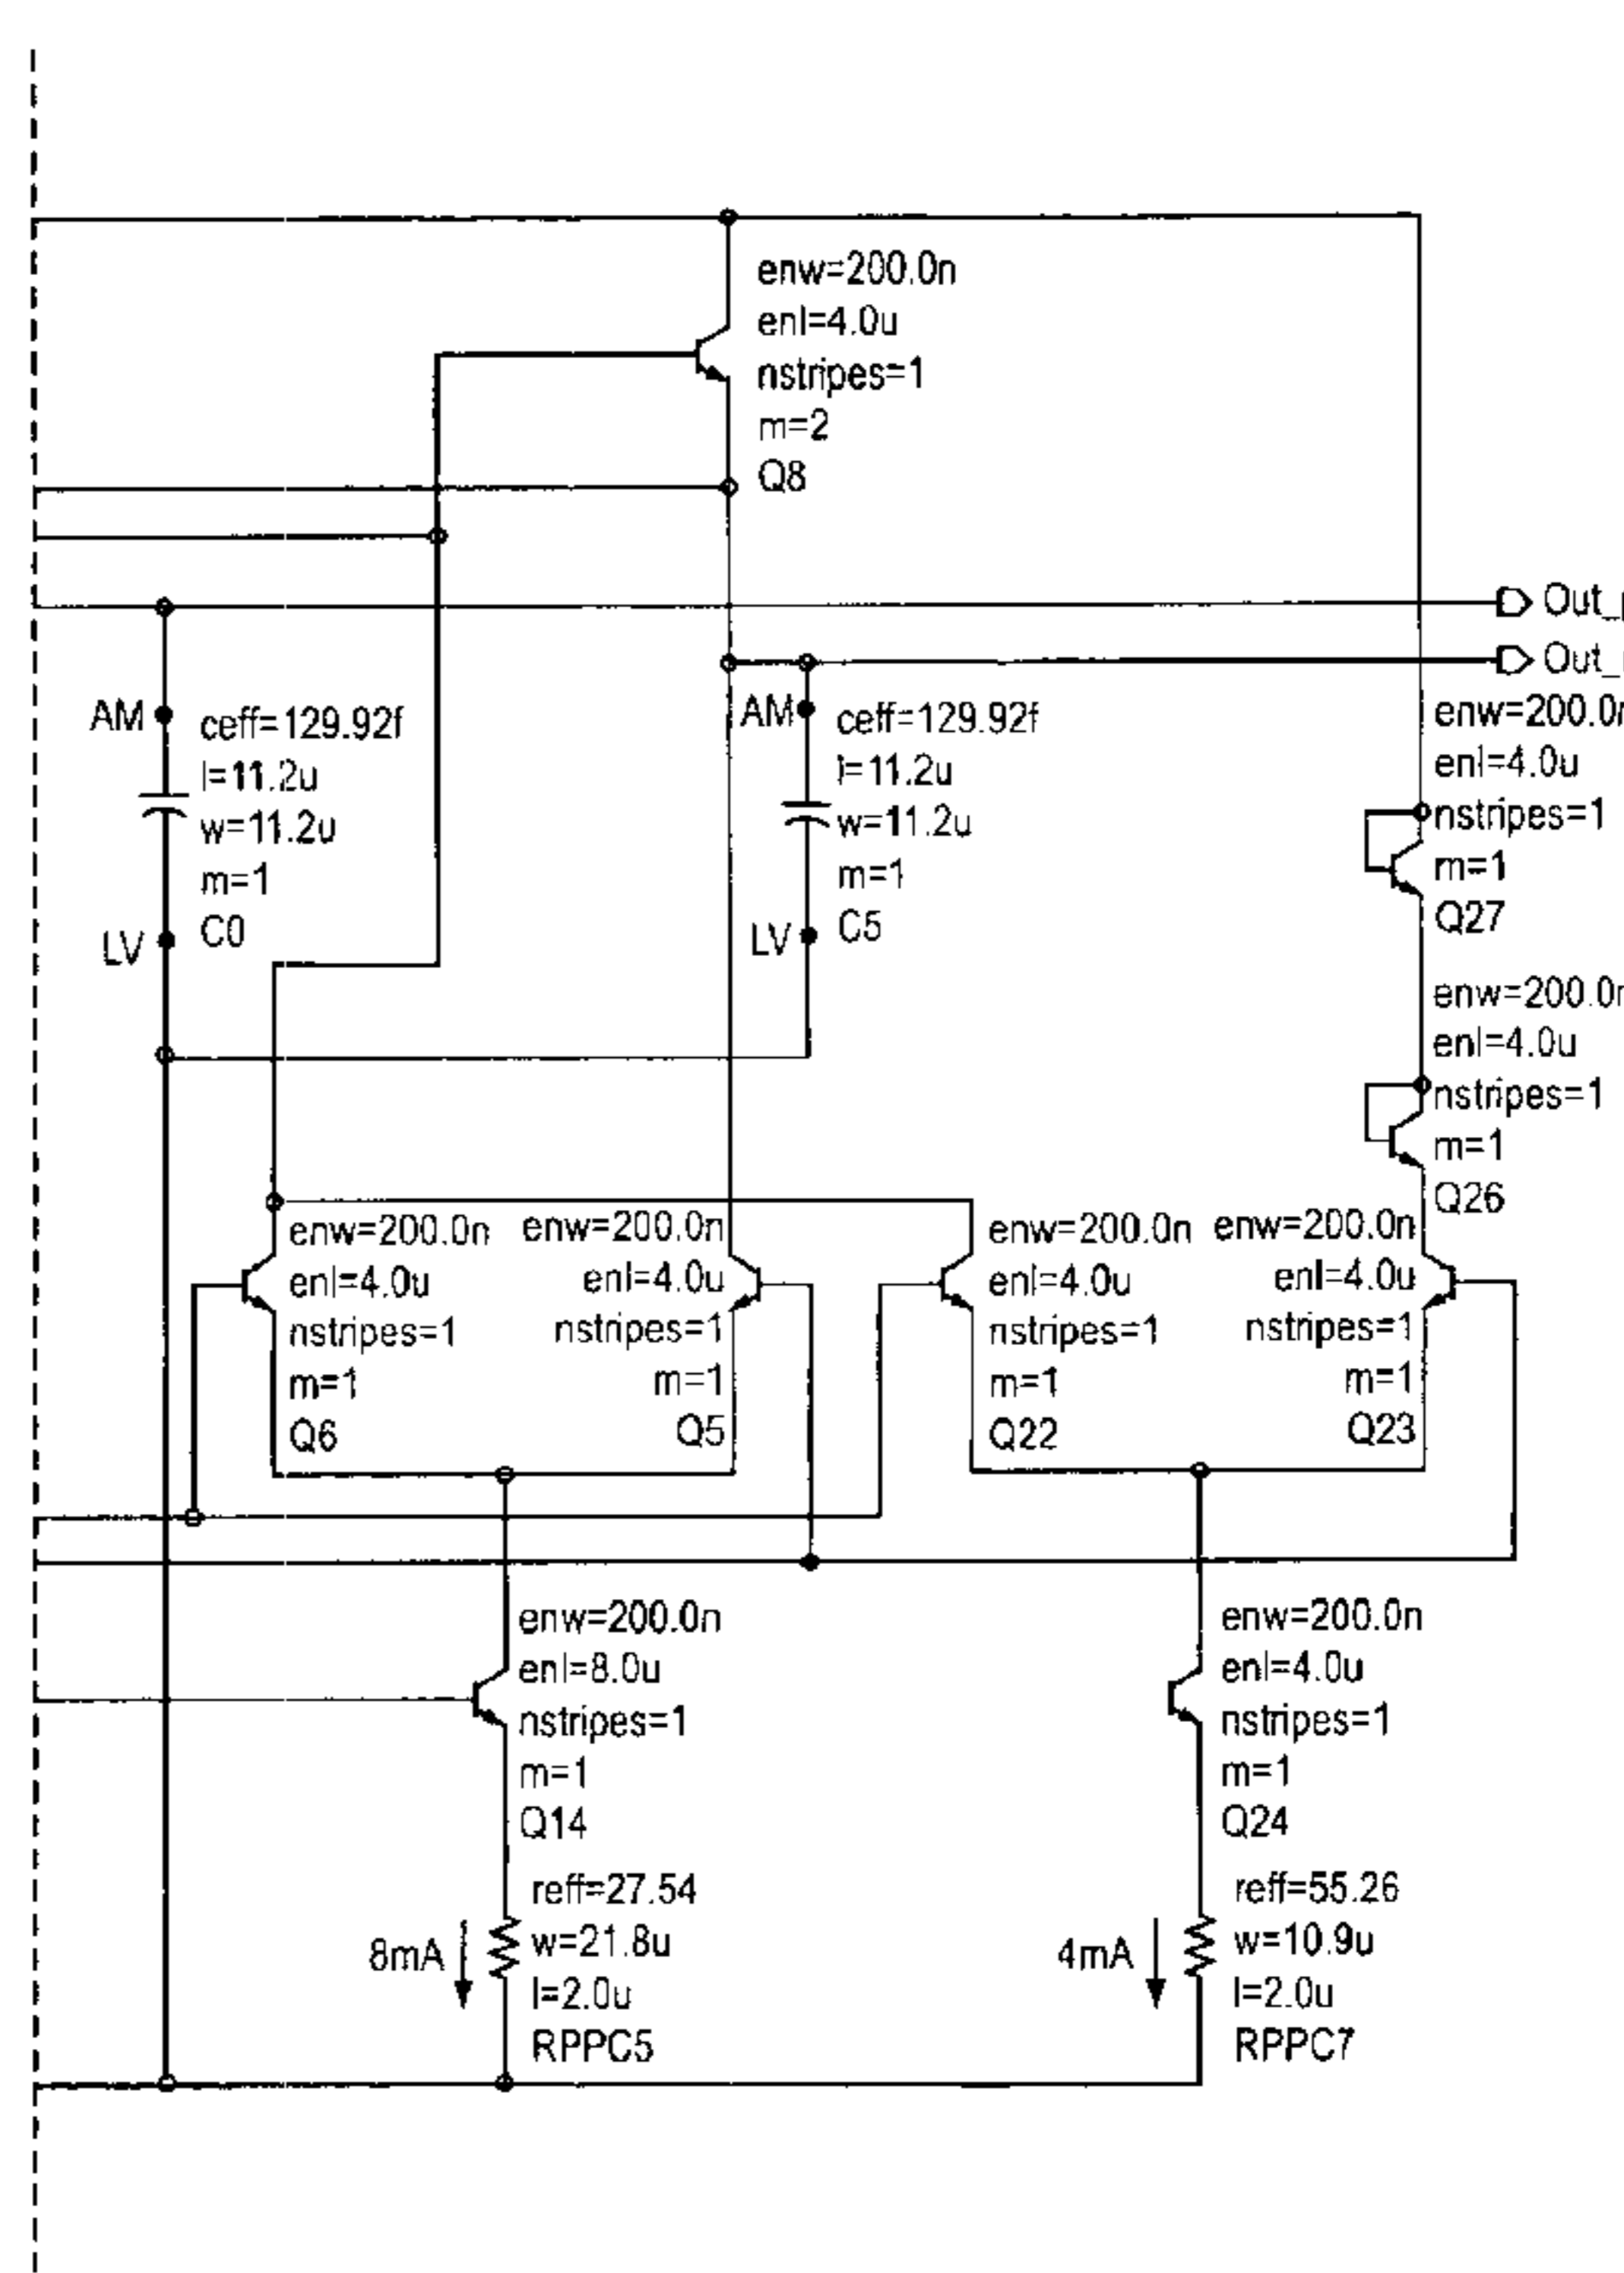 enw=200.0n
enl=4.0u
nstripes=1
m=2
Q8
Out_
Out_
AM
ceff=129.92f
l=11.2u
w=11.2u
m=1
C0
LV
AM
ceff=129.92f
l=11.2u
w=11.2u
m=1
C5
LV
enw=200.0n
enl=4.0u
nstripes=1
m=1
Q27
enw=200.0n
enl=4.0u
nstripes=1
m=1
Q26
enw=200.0n
enl=4.0u
nstripes=1
m=1
Q6
enw=200.0n
enl=4.0u
nstripes=1
m=1
Q5
enw=200.0n
enl=4.0u
nstripes=1
m=1
Q22
enw=200.0n
enl=4.0u
nstripes=1
m=1
Q23
enw=200.0n
enl=8.0u
nstripes=1
m=1
Q14
enw=200.0n
enl=4.0u
nstripes=1
m=1
Q24
8mA
reff=27.54
w=21.8u
l=2.0u
RPPC5
4mA
reff=55.26
w=10.9u
l=2.0u
RPPC7